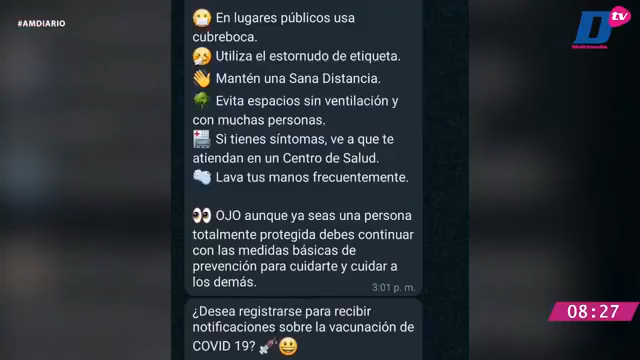 #AMDIARIO
D tv
Multimedia
😷 En lugares públicos usa
cubreboca.
🤧 Utiliza el estornudo de etiqueta.
👋 Mantén una Sana Distancia.
🌳 Evita espacios sin ventilación y
con muchas personas.
🏥 Si tienes síntomas, ve a que te
atiendan en un Centro de Salud.
🧼 Lava tus manos frecuentemente.
👀 OJO aunque ya seas una persona
totalmente protegida debes continuar
con las medidas básicas de
prevención para cuidarte y cuidar a
los demás.
3:01 p. m.
¿Desea registrarse para recibir
notificaciones sobre la vacunación de
COVID 19? 💉😃
08:27